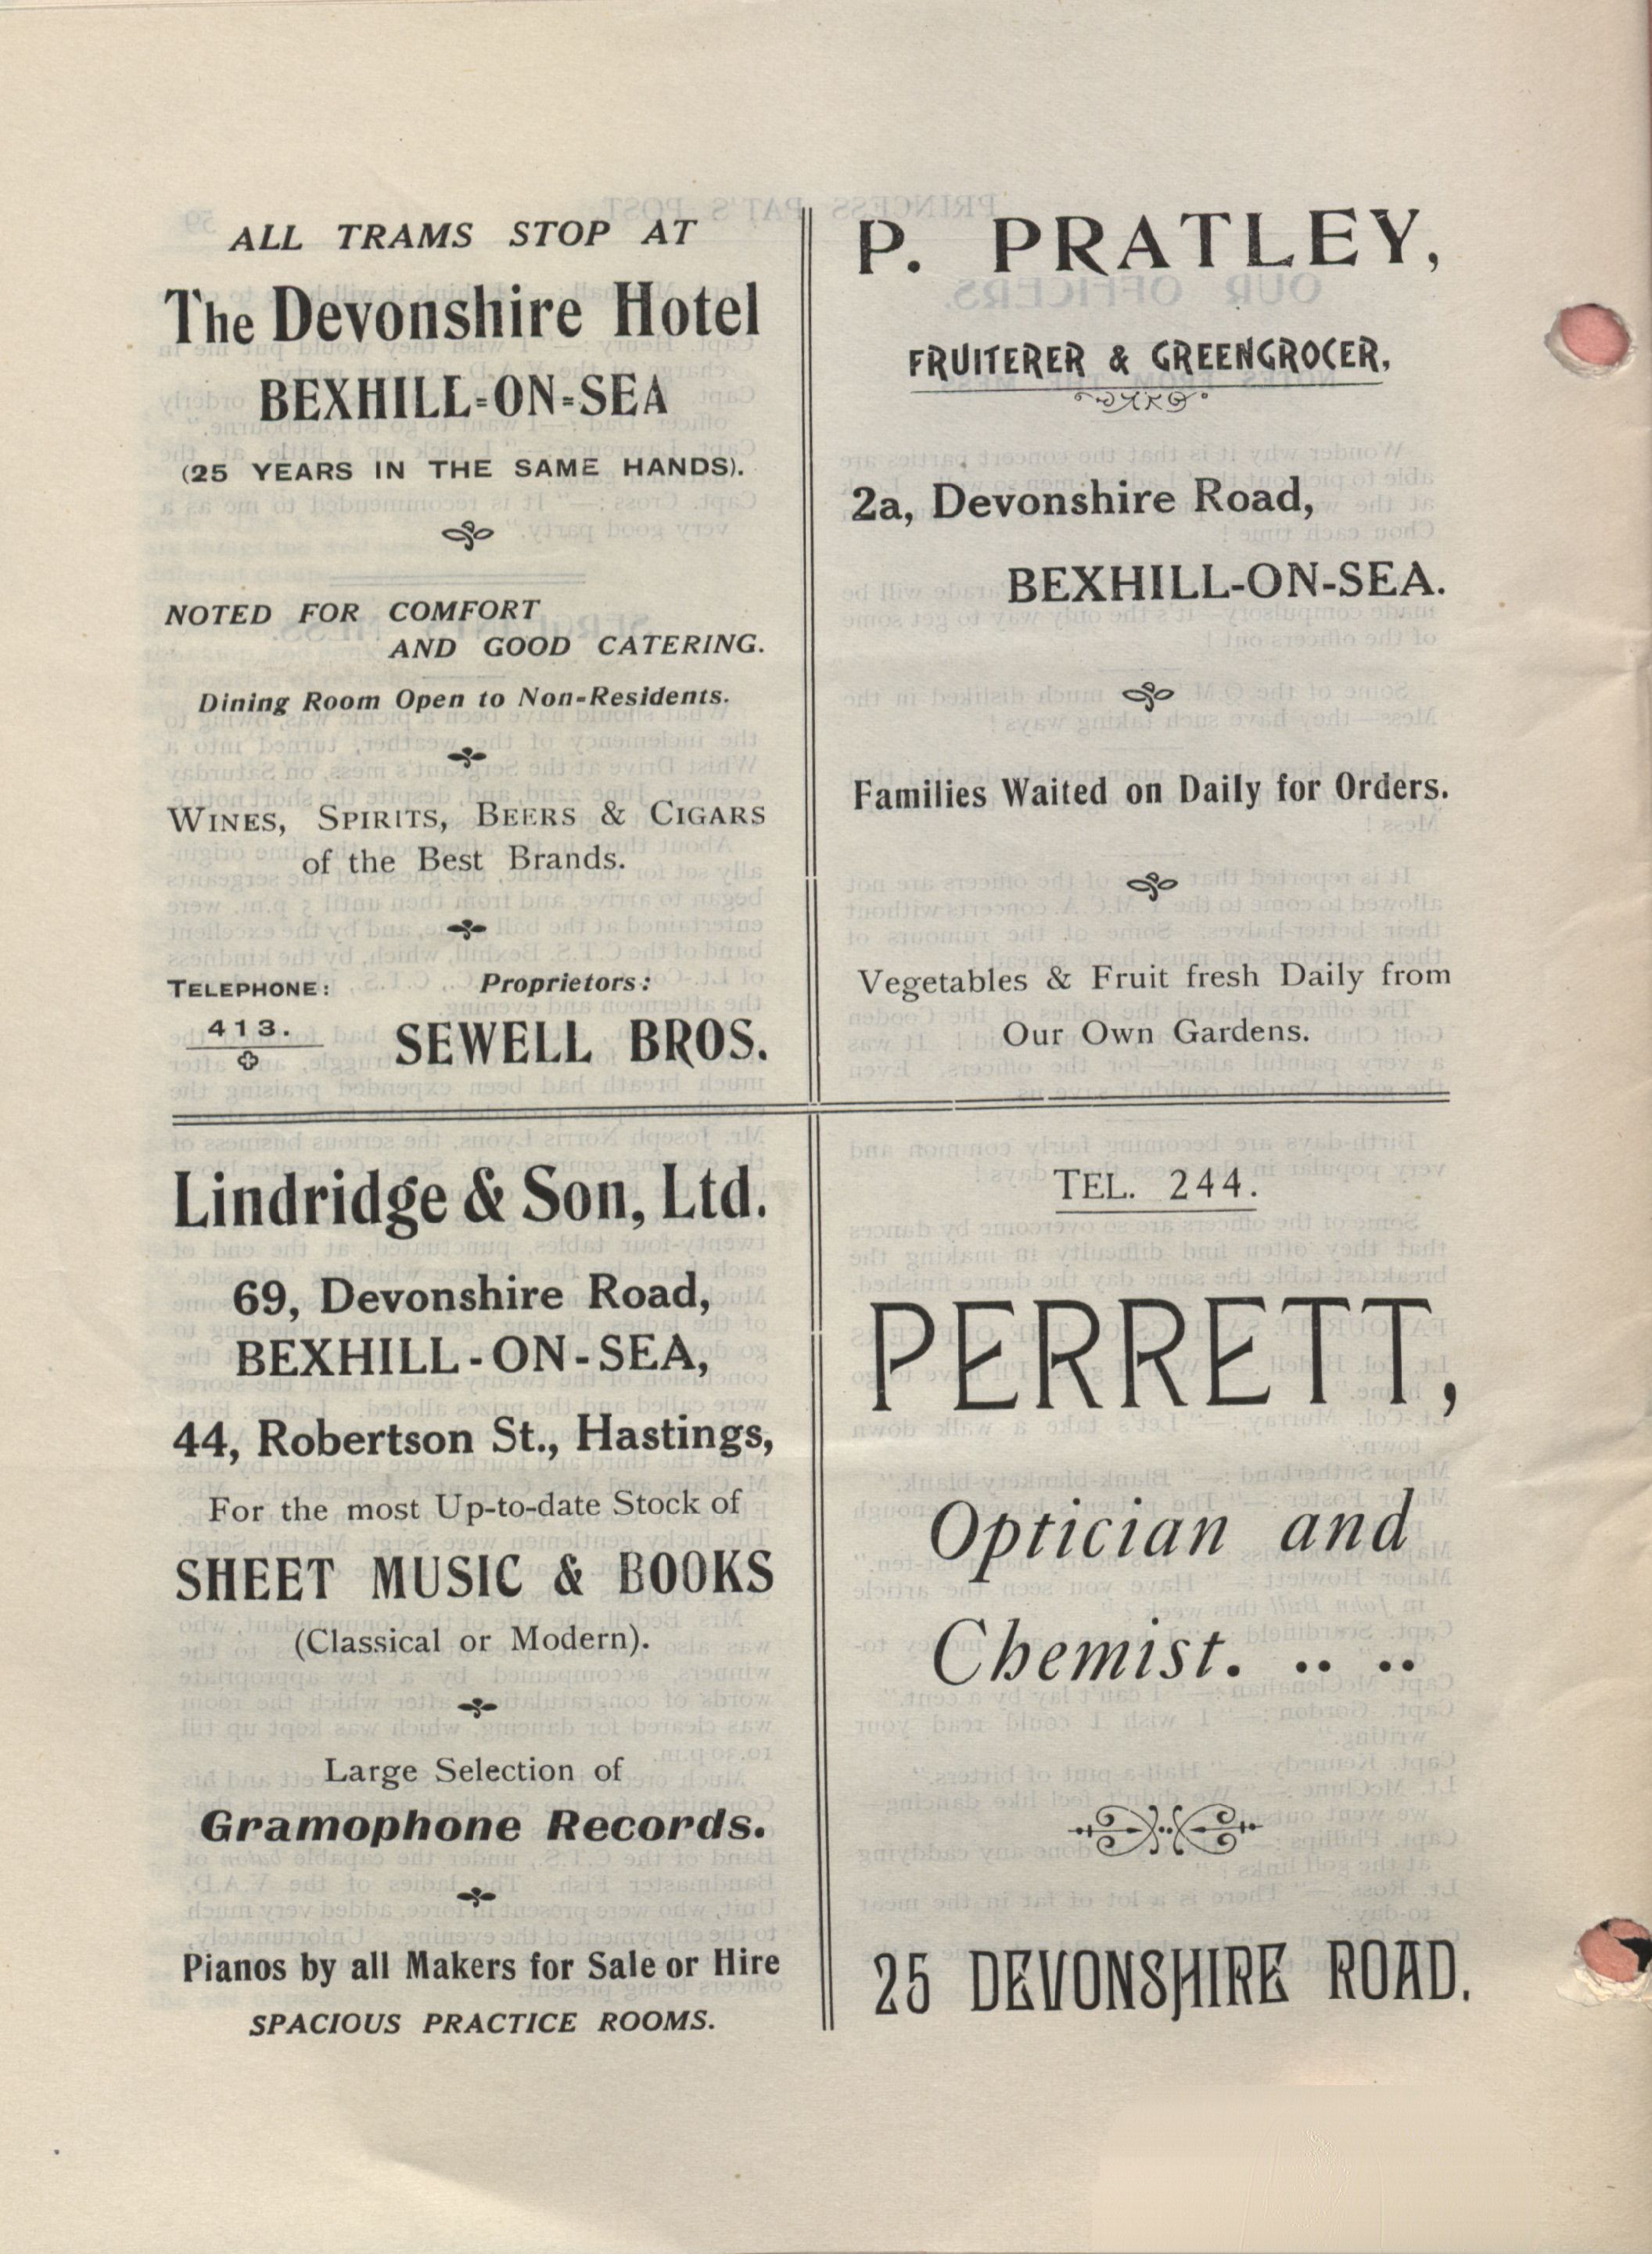 ALL TRAMS STOP AT
The Devonshire Hotel
BEXHILL-ON-SEA
(25 YEARS IN THE SAME HANDS).
NOTED FOR COMFORT
AND GOOD CATERING.
Dining Room Open to Non-Residents.
WINES, SPIRITS, BEERS & CIGARS
of the Best Brands.
TELEPHONE:
413.
Proprietors:
SEWELL BROS.
P. PRATLEY,
FRUITERER & GREENGROCER,
2a, Devonshire Road,
BEXHILL-ON-SEA.
Families Waited on Daily for Orders.
Vegetables & Fruit fresh Daily from
Our Own Gardens.
Lindridge & Son, Ltd.
69, Devonshire Road,
BEXHILL-ON-SEA,
44, Robertson St., Hastings,
For the most Up-to-date Stock of
SHEET MUSIC & BOOKS
(Classical or Modern).
Large Selection of
Gramophone Records.
Pianos by all Makers for Sale or Hire
SPACIOUS PRACTICE ROOMS.
TEL. 244.
PERRETT,
Optician and
Chemist. .. ..
25 DEVONSHIRE ROAD.